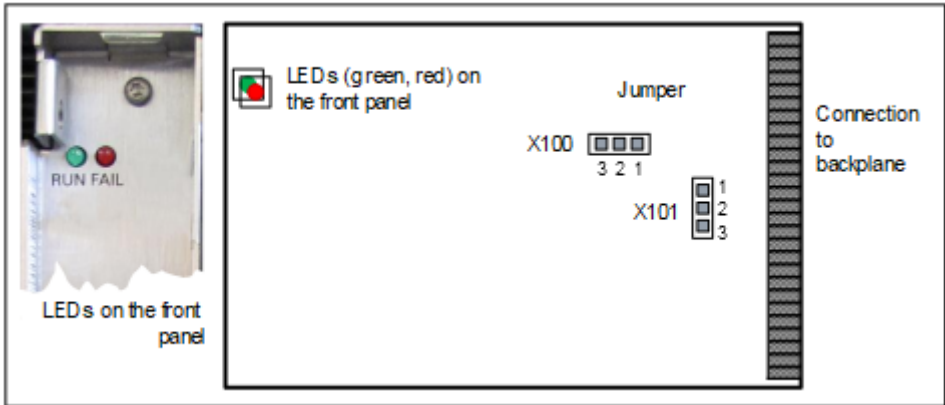 RUN FAIL
LEDs on the front
panel
LEDs (green, red) on
the front panel
Jumper
X100
3 2 1
X101
1
2
3
Connection
to
backplane